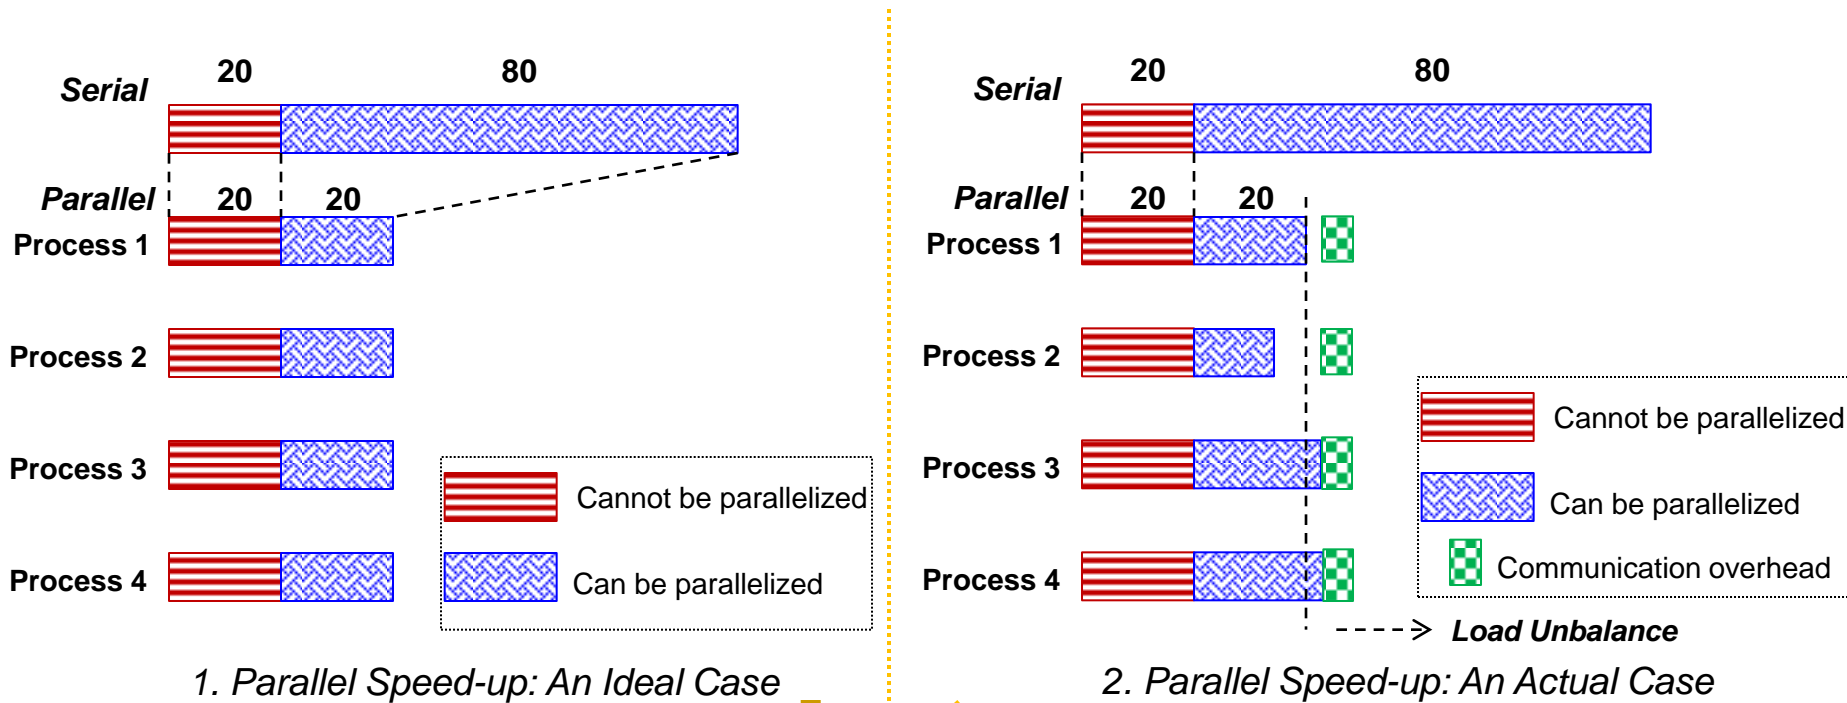 20 80
Serial
Parallel 20 20
Process 1
Process 2
Process 3
Process 4
Cannot be parallelized
Can be parallelized
1. Parallel Speed-up: An Ideal Case
20 80
Serial
Parallel 20 20
Process 1
Process 2
Process 3
Process 4
Cannot be parallelized
Can be parallelized
Communication overhead
Load Unbalance
2. Parallel Speed-up: An Actual Case